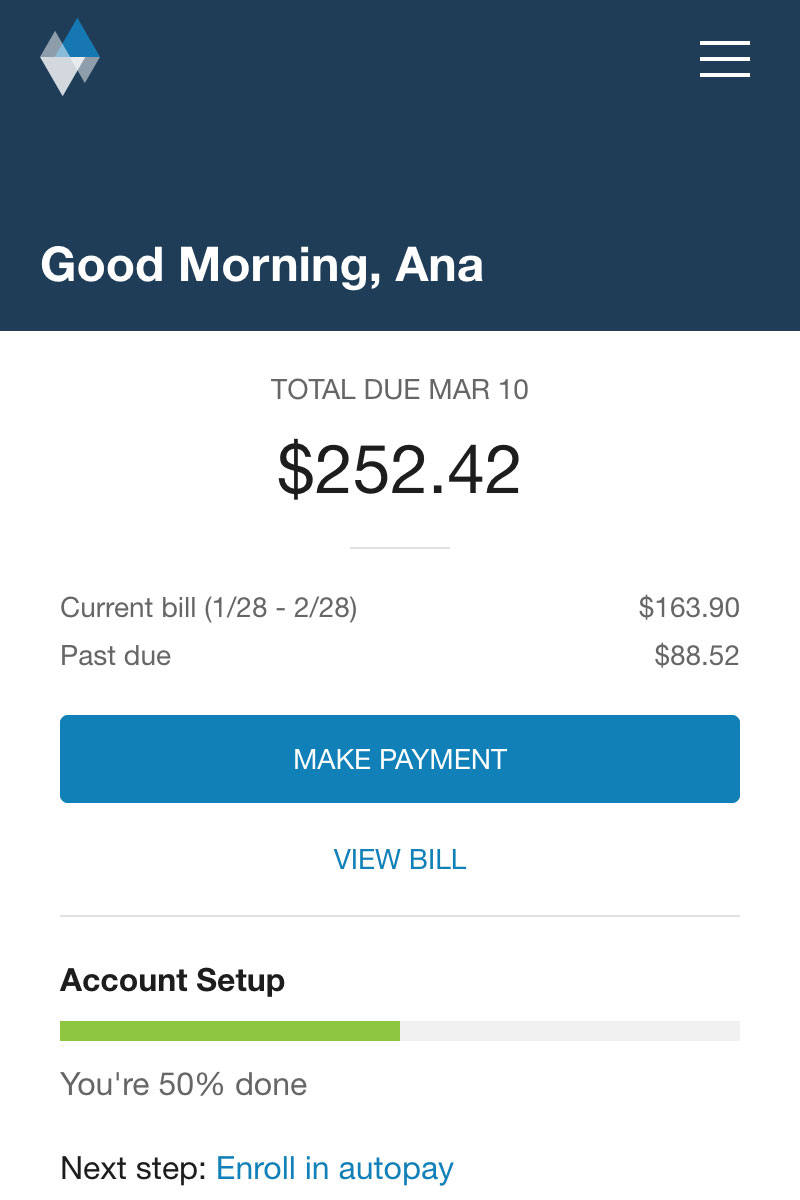 Good Morning, Ana
TOTAL DUE MAR 10
$252.42
Current bill (1/28 - 2/28) $163.90
Past due $88.52
MAKE PAYMENT
VIEW BILL
Account Setup
You're 50% done
Next step: Enroll in autopay